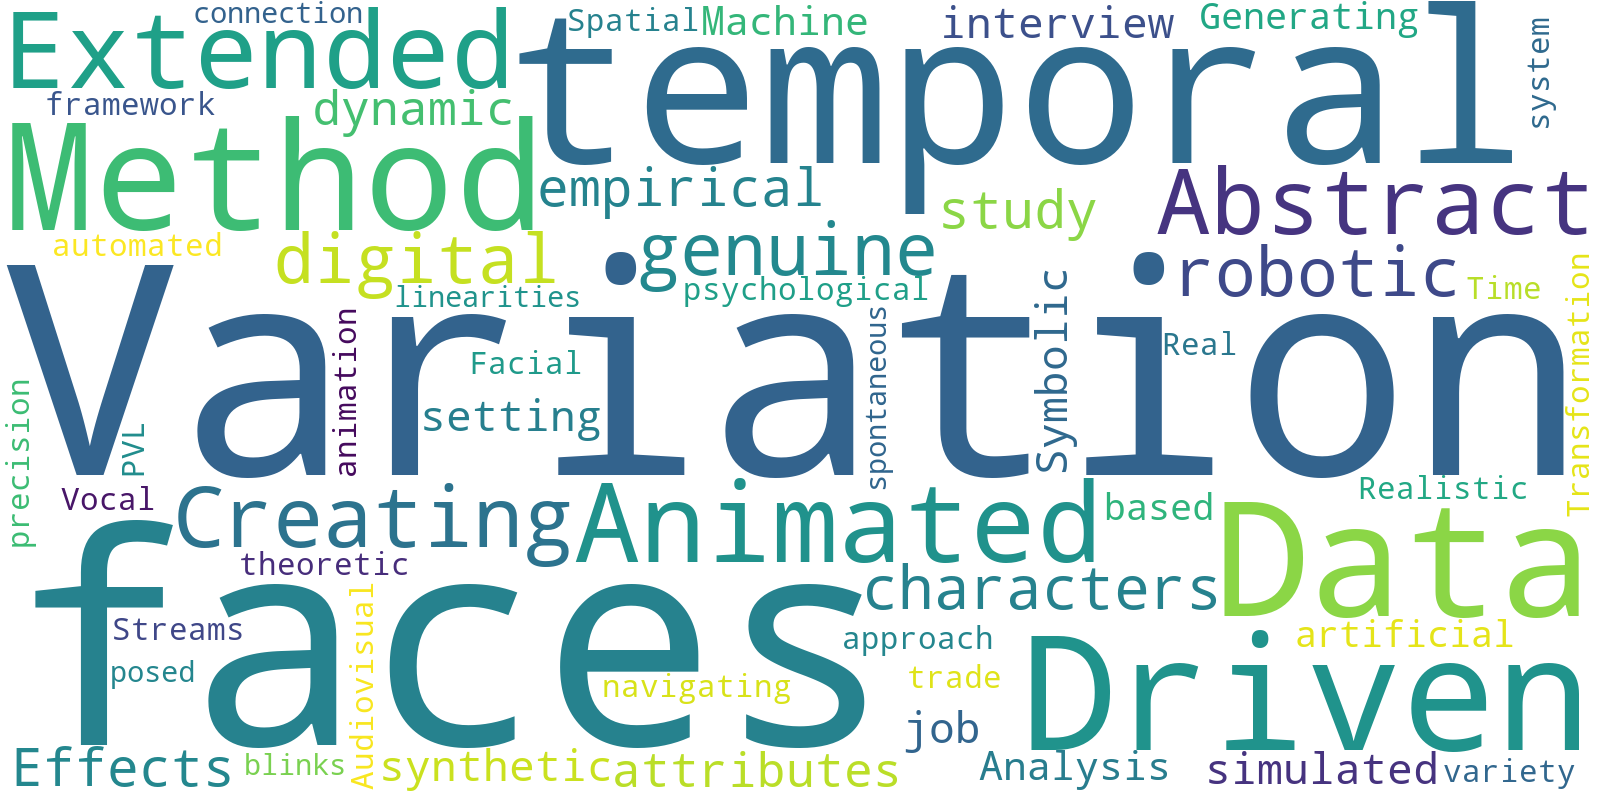 connection
Spatial
Machine
interview
Generating
Extended
temporal
system
framework
dynamic
Method
empirical
study
Abstract
automated
digital
genuine
robotic
linearities
psychological
Time
Variation
animation
Facial
spontaneous
Symbolic
Real
Transformation
precision
PVL
setting
Vocal
Creating
Animated
based
Realistic
Data
theoretic
characters
faces
Streams
Audiovisual
approach
artificial
posed
navigating
trade
Driven
job
Effects
blinks
synthetic
attributes
Analysis
simulated
variety